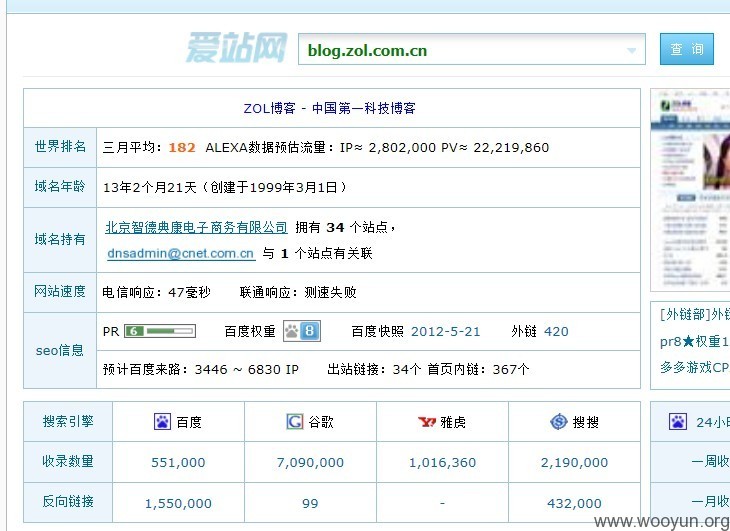 爱站网
blog.zol.com.cn
查 询
ZOL博客 - 中国第一科技博客
世界排名 三月平均：182 ALEXA数据预估流量：IP≈ 2,802,000 PV≈ 22,219,860
域名年龄 13年2个月21天（创建于1999年3月1日）
域名持有 北京智德典康电子商务有限公司 拥有 34 个站点，
dnsadmin@cnet.com.cn 与 1 个站点有关联
网站速度 电信响应：47毫秒 联通响应：测速失败
seo信息 PR 6 百度权重 8 百度快照 2012-5-21 外链 420
预计百度来路：3446 ~ 6830 IP 出站链接：34个 首页内链：367个
[外链部]外链
pr8★权重1
多多游戏CP
搜索引擎 百度 谷歌 雅虎 搜搜
收录数量 551,000 7,090,000 1,016,360 2,190,000
反向链接 1,550,000 99 - 432,000
24小
一周收
一月收
www.wooyun.org